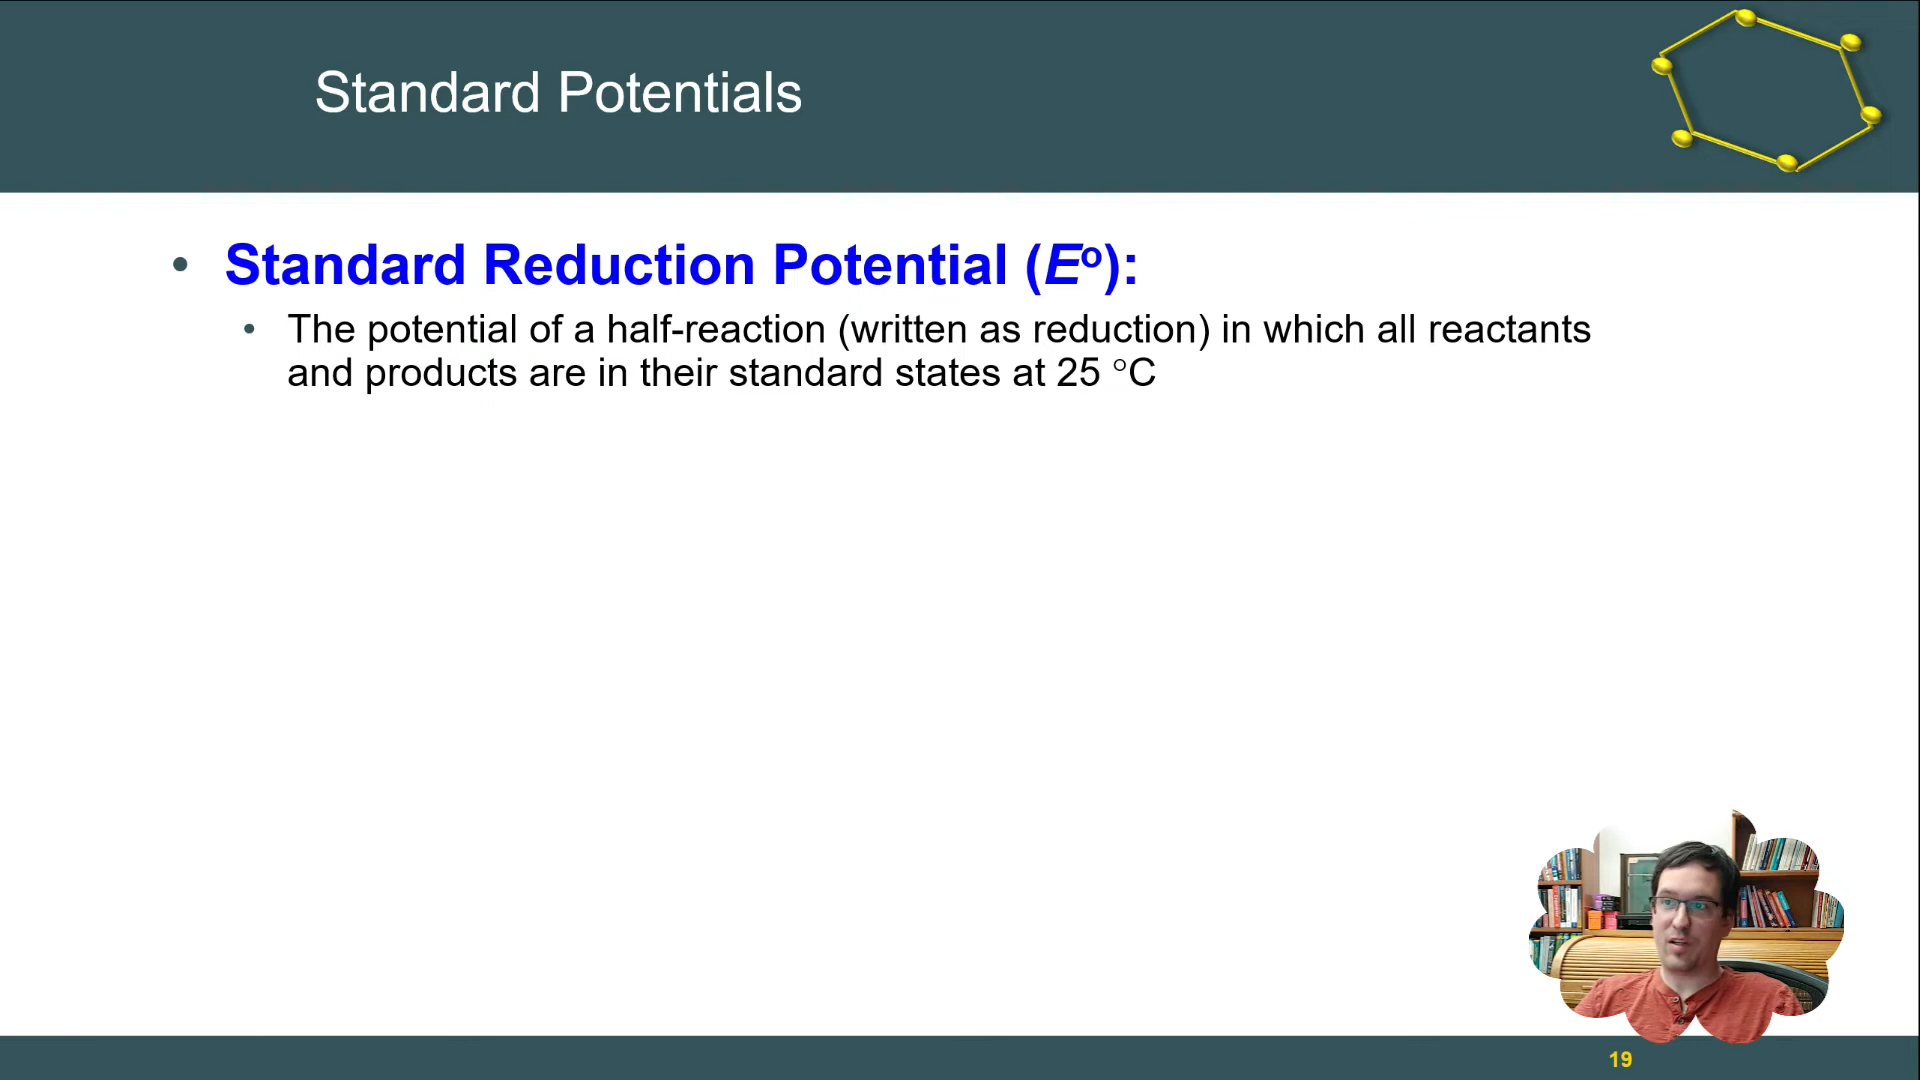 Standard Potentials
• Standard Reduction Potential (Eº):
• The potential of a half-reaction (written as reduction) in which all reactants
and products are in their standard states at 25 °C
19